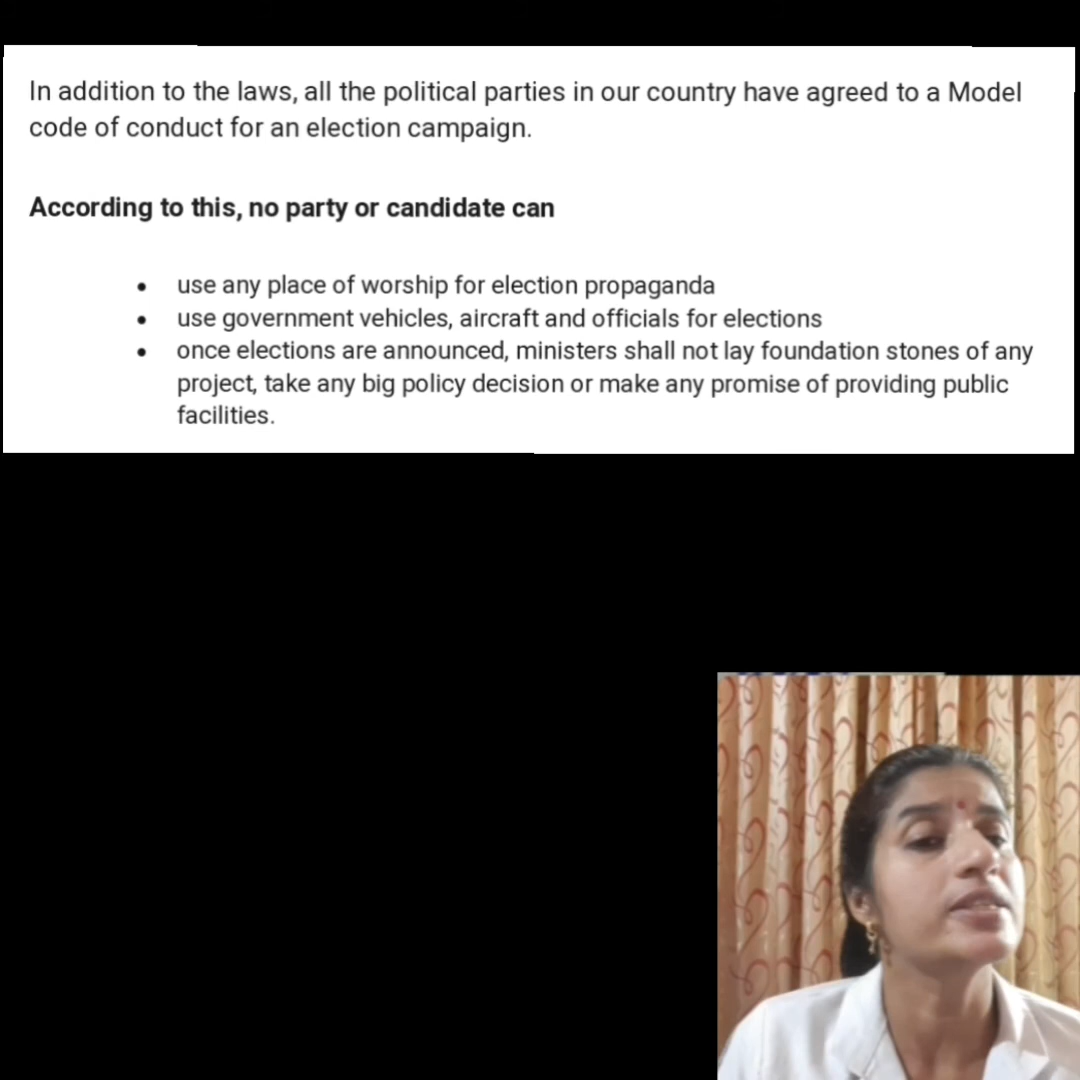 In addition to the laws, all the political parties in our country have agreed to a Model
code of conduct for an election campaign.
According to this, no party or candidate can
• use any place of worship for election propaganda
• use government vehicles, aircraft and officials for elections
• once elections are announced, ministers shall not lay foundation stones of any
project, take any big policy decision or make any promise of providing public
facilities.